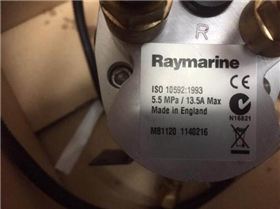 R
Raymarine
ISO 10592:1993
5.5 MPa / 13.5A Max
Made in England
N16821
M81120 1140216